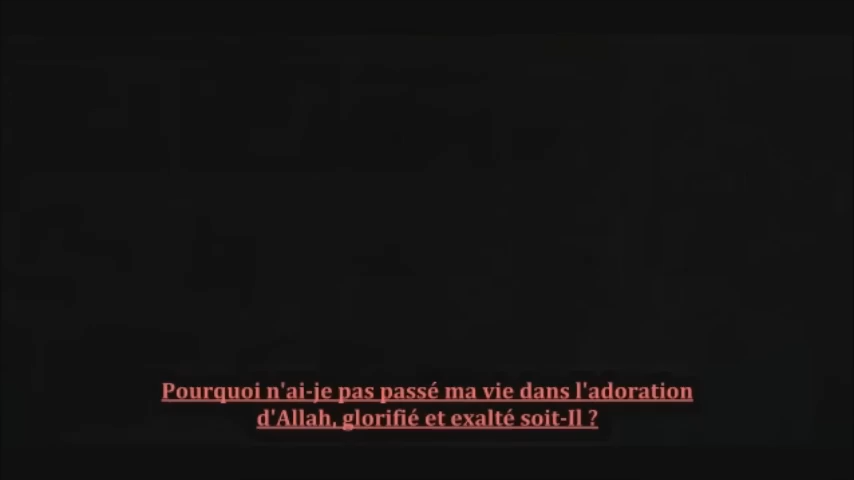 Pourquoi n'ai-je pas passé ma vie dans l'adoration
d'Allah, glorifié et exalté soit-Il ?